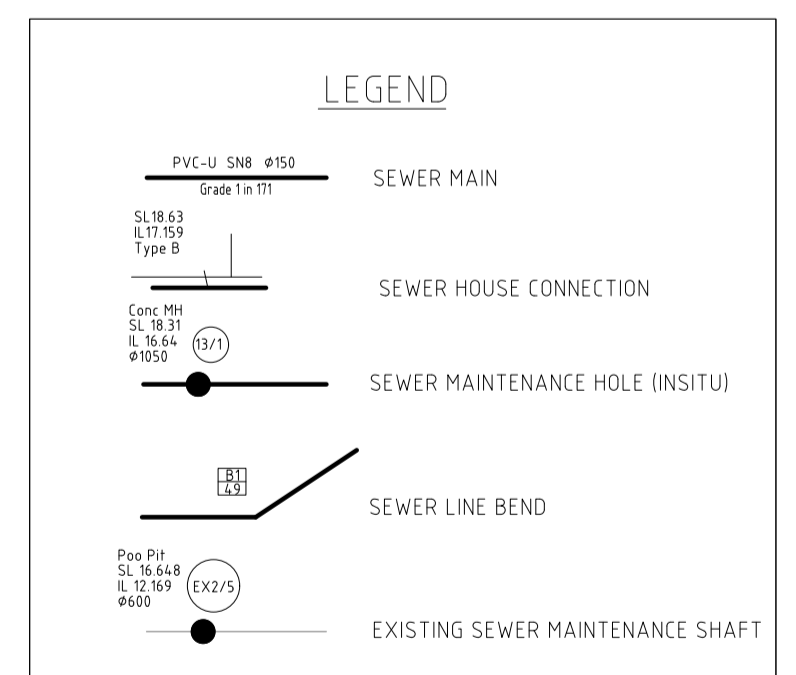 LEGEND
PVC-U SN8 Ø150
Grade 1 in 171
SEWER MAIN
SL18.63
IL17.159
Type B
SEWER HOUSE CONNECTION
Conc MH
SL 18.31
IL 16.64
Ø1050
13/1
SEWER MAINTENANCE HOLE (INSITU)
B1
49
SEWER LINE BEND
Poo Pit
SL 16.648
IL 12.169
Ø600
EX2/5
EXISTING SEWER MAINTENANCE SHAFT